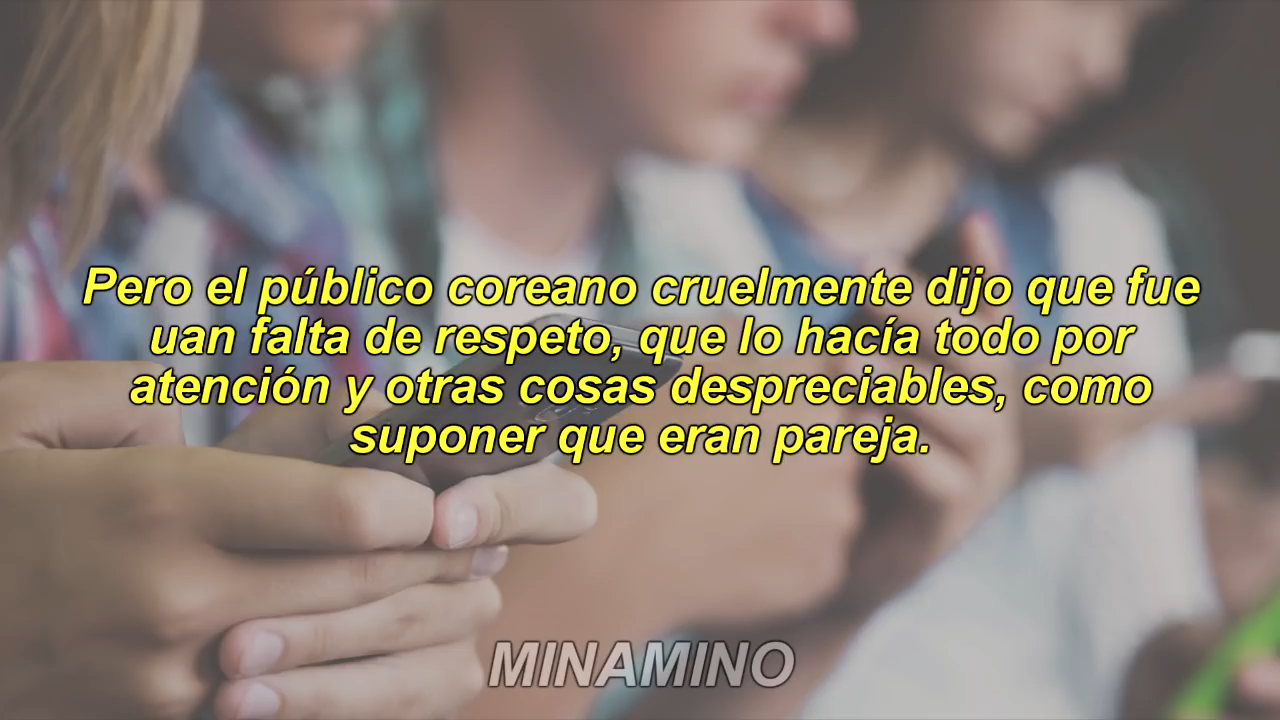 Pero el público coreano cruelmente dijo que fue
uan falta de respeto, que lo hacía todo por
atención y otras cosas despreciables, como
suponer que eran pareja.
MINAMINO